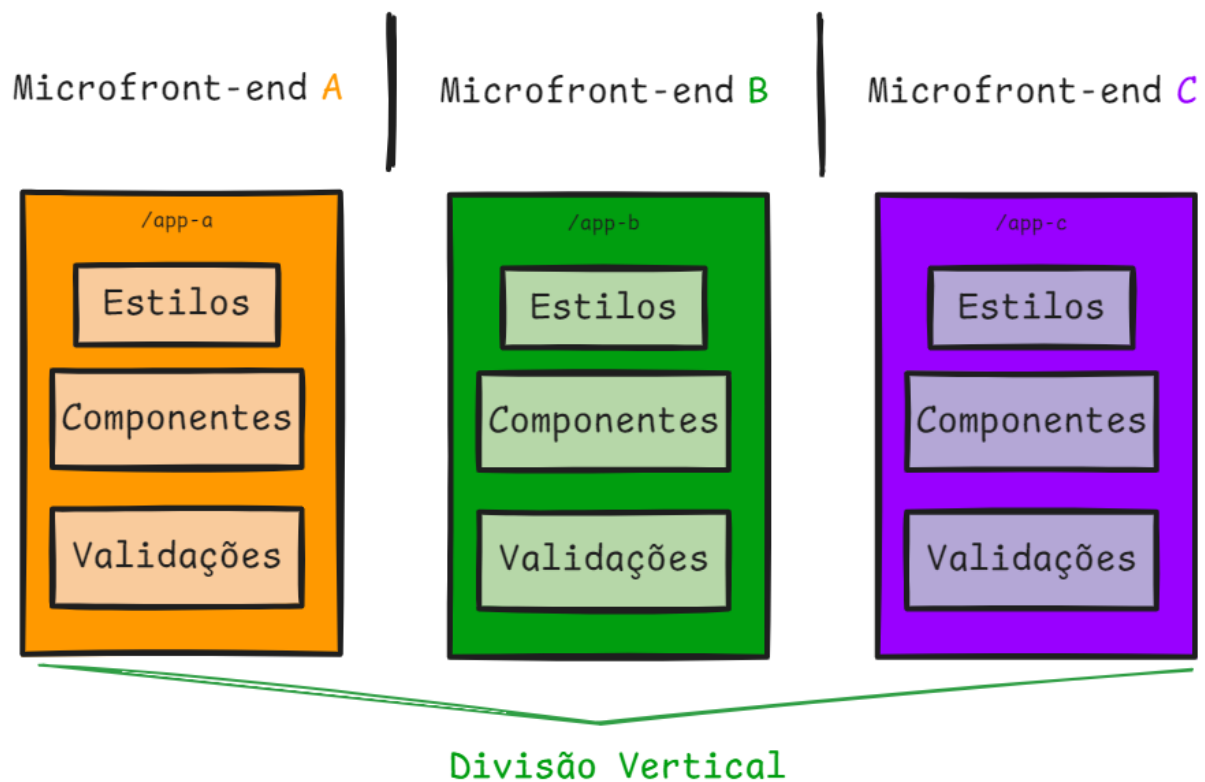 Microfront-end A
Microfront-end B
Microfront-end C
/app-a
Estilos
Componentes
Validações
/app-b
Estilos
Componentes
Validações
/app-c
Estilos
Componentes
Validações
Divisão Vertical